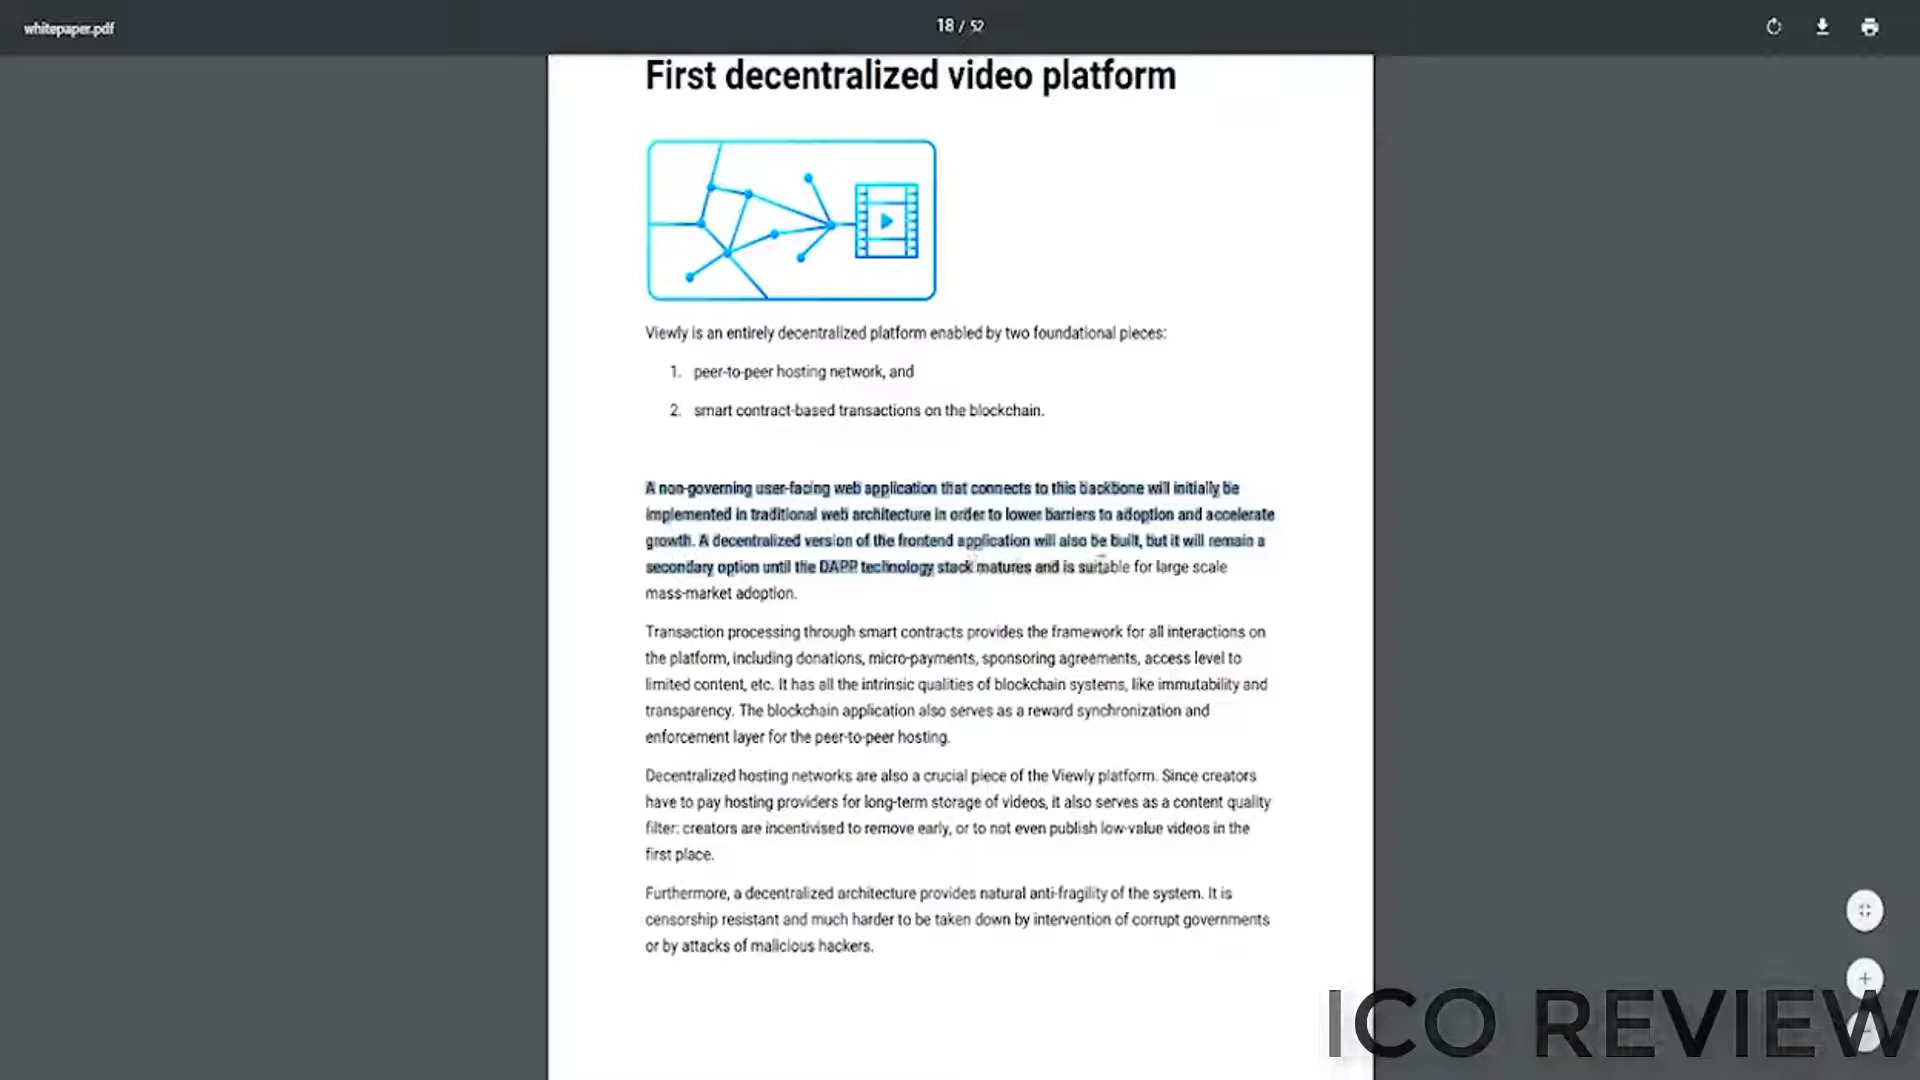 whitepaper.pdf
18 / 52
First decentralized video platform
Viewly is an entirely decentralized platform enabled by two foundational pieces:
1. peer-to-peer hosting network, and
2. smart contract-based transactions on the blockchain.
A non-governing user-facing web application that connects to this backbone will initially be
implemented in traditional web architecture in order to lower barriers to adoption and accelerate
growth. A decentralized version of the frontend application will also be built, but it will remain a
secondary option until the DAPP technology stack matures and is suitable for large scale
mass-market adoption.
Transaction processing through smart contracts provides the framework for all interactions on
the platform, including donations, micro-payments, sponsoring agreements, access level to
limited content, etc. It has all the intrinsic qualities of blockchain systems, like immutability and
transparency. The blockchain application also serves as a reward synchronization and
enforcement layer for the peer-to-peer hosting.
Decentralized hosting networks are also a crucial piece of the Viewly platform. Since creators
have to pay hosting providers for long-term storage of videos, it also serves as a content quality
filter: creators are incentivised to remove early, or to not even publish low-value videos in the
first place.
Furthermore, a decentralized architecture provides natural anti-fragility of the system. It is
censorship resistant and much harder to be taken down by intervention of corrupt governments
or by attacks of malicious hackers.
ICO REVIEW